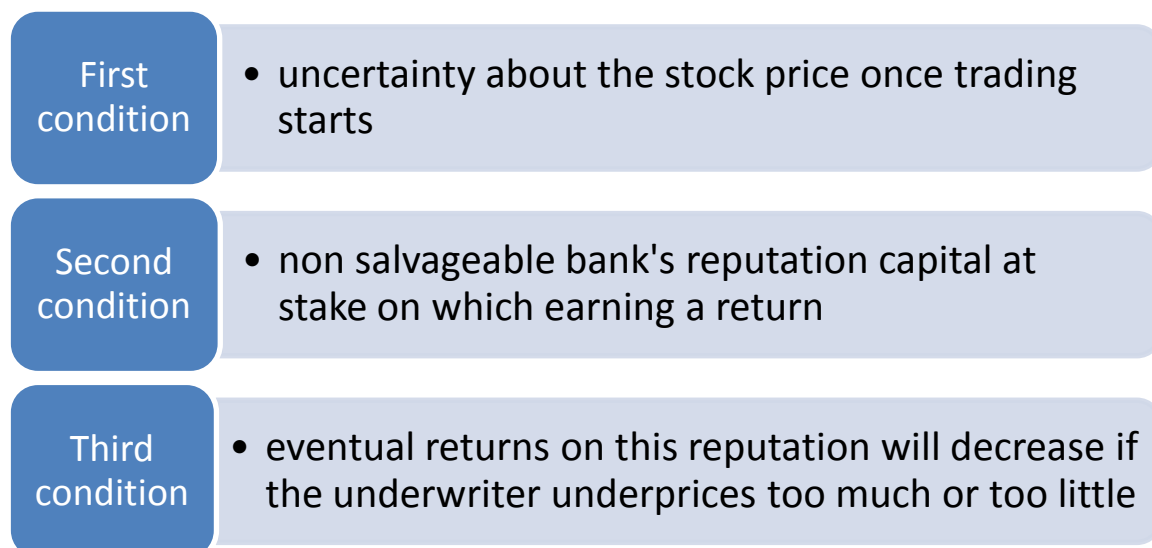 First
condition
• uncertainty about the stock price once trading
starts
Second
condition
• non salvageable bank's reputation capital at
stake on which earning a return
Third
condition
• eventual returns on this reputation will decrease if
the underwriter underprices too much or too little